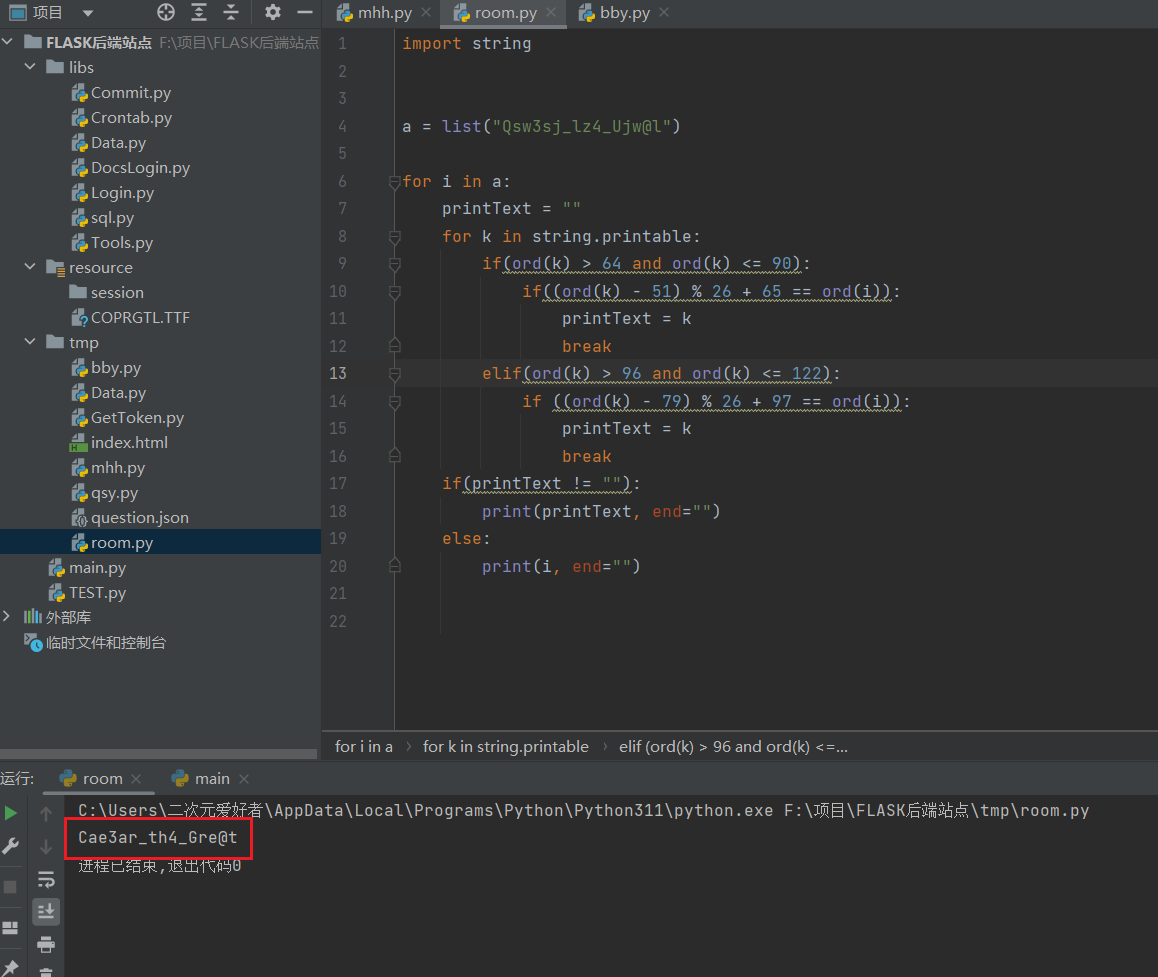 项目
mhh.py
room.py
bby.py
FLASK后端站点 F:\项目\FLASK后端站点
libs
Commit.py
Crontab.py
Data.py
DocsLogin.py
Login.py
sql.py
Tools.py
resource
session
COPRGTL.TTF
tmp
bby.py
Data.py
GetToken.py
index.html
mhh.py
qsy.py
question.json
room.py
main.py
TEST.py
外部库
临时文件和控制台
1 import string
2
3
4 a = list("Qsw3sj_lz4_Ujw@l")
5
6 for i in a:
7 printText = ""
8 for k in string.printable:
9 if(ord(k) > 64 and ord(k) <= 90):
10 if((ord(k) - 51) % 26 + 65 == ord(i)):
11 printText = k
12 break
13 elif(ord(k) > 96 and ord(k) <= 122):
14 if ((ord(k) - 79) % 26 + 97 == ord(i)):
15 printText = k
16 break
17 if(printText != ""):
18 print(printText, end="")
19 else:
20 print(i, end="")
21
22
for i in a › for k in string.printable › elif (ord(k) > 96 and ord(k) <=...
运行: room main
C:\Users\二次元爱好者\AppData\Local\Programs\Python\Python311\python.exe F:\项目\FLASK后端站点\tmp\room.py
Cae3ar_th4_Gre@t
进程已结束,退出代码0